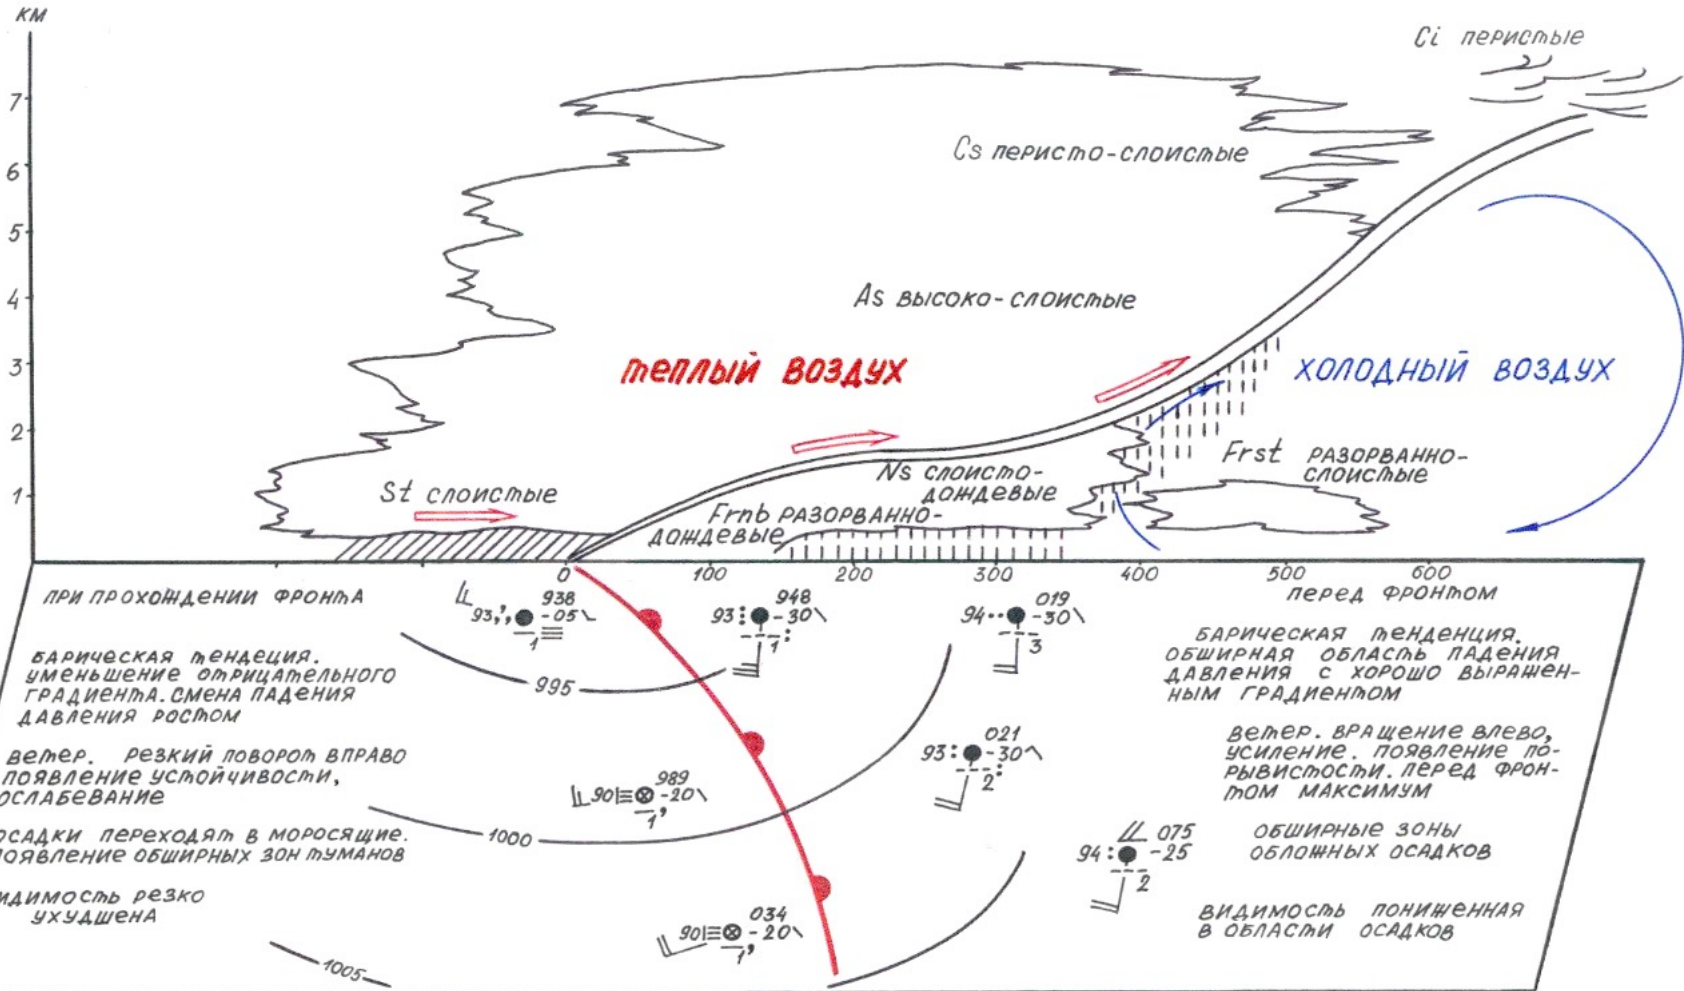 КМ
Ci перистые
7
Cs перисто-слоистые
6
5
4
As высоко-слоистые
3
теплый воздух
холодный воздух
2
1
St слоистые
Ns слоисто-
дождевые
Frst разорванно-
слоистые
Frnb разорванно-
дождевые
0 100 200 300 400 500 600
при прохождении фронта
перед фронтом
938
93 -05
1
948
93 -30
1
019
94 -30
3
барическая тендеция.
уменьшение отрицательного
градиента. смена падения
давления ростом
барическая тенденция.
обширная область падения
давления с хорошо выражен-
ным градиентом
995
ветер. резкий поворот вправо
появление устойчивости,
ослабевание
021
93 -30
2
ветер. вращение влево,
усиление. появление по-
рывистости. перед фрон-
том максимум
989
90 -20
1
осадки переходят в моросящие.
появление обширных зон туманов
1000
075
94 -25
2
обширные зоны
обложных осадков
видимость резко
ухудшена
034
90 -20
1
видимость пониженная
в области осадков
1005